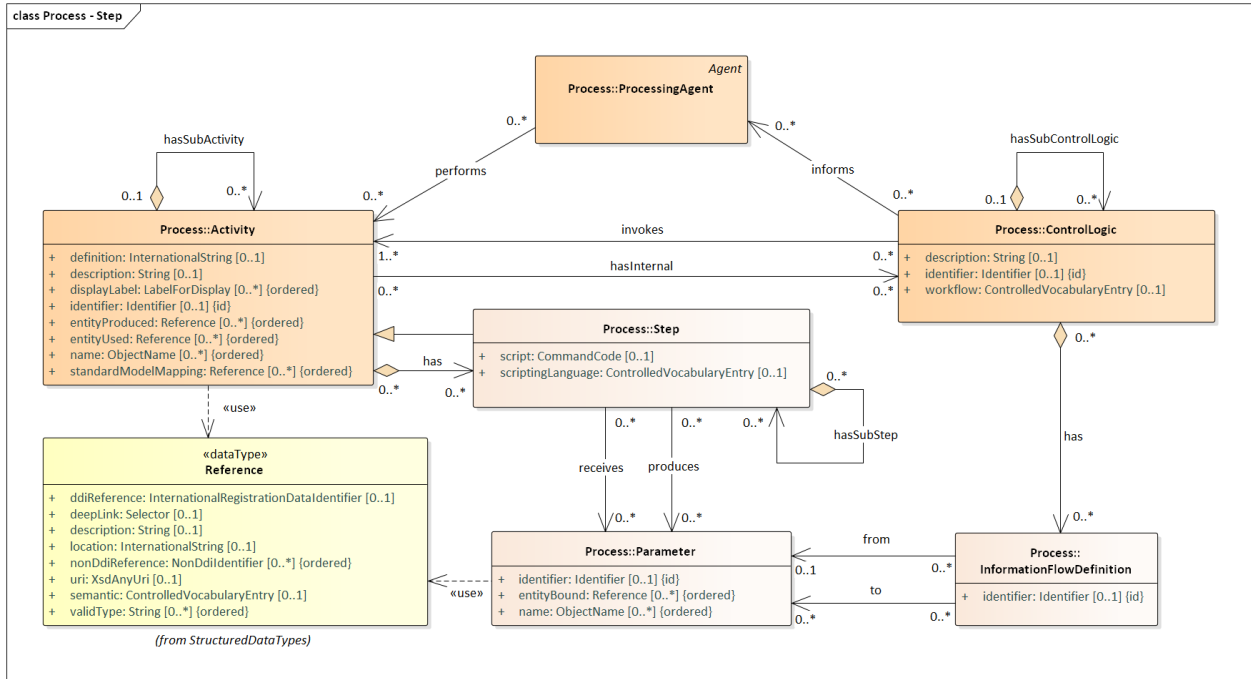 class Process - Step
Agent
Process::ProcessingAgent
0..*
0..*
hasSubActivity
hasSubControlLogic
performs
informs
0..1
0..*
0..*
0..*
0..1
0..*
Process::Activity
+ definition: InternationalString [0..1]
+ description: String [0..1]
+ displayLabel: LabelForDisplay [0..*] {ordered}
+ identifier: Identifier [0..1] {id}
+ entityProduced: Reference [0..*] {ordered}
+ entityUsed: Reference [0..*] {ordered}
+ name: ObjectName [0..*] {ordered}
+ standardModelMapping: Reference [0..*] {ordered}
invokes
1..*
0..*
hasInternal
0..*
0..*
Process::ControlLogic
+ description: String [0..1]
+ identifier: Identifier [0..1] {id}
+ workflow: ControlledVocabularyEntry [0..1]
Process::Step
+ script: CommandCode [0..1]
+ scriptingLanguage: ControlledVocabularyEntry [0..1]
has
0..*
0..*
0..*
0..*
hasSubStep
0..*
0..*
0..*
«use»
receives
produces
has
0..*
0..*
0..*
«dataType»
Reference
+ ddiReference: InternationalRegistrationDataIdentifier [0..1]
+ deepLink: Selector [0..1]
+ description: String [0..1]
+ location: InternationalString [0..1]
+ nonDdiReference: NonDdiIdentifier [0..*] {ordered}
+ uri: XsdAnyUri [0..1]
+ semantic: ControlledVocabularyEntry [0..1]
+ validType: String [0..*] {ordered}
(from StructuredDataTypes)
«use»
Process::Parameter
+ identifier: Identifier [0..1] {id}
+ entityBound: Reference [0..*] {ordered}
+ name: ObjectName [0..*] {ordered}
from
0..1
0..*
to
0..*
0..*
Process::
InformationFlowDefinition
+ identifier: Identifier [0..1] {id}